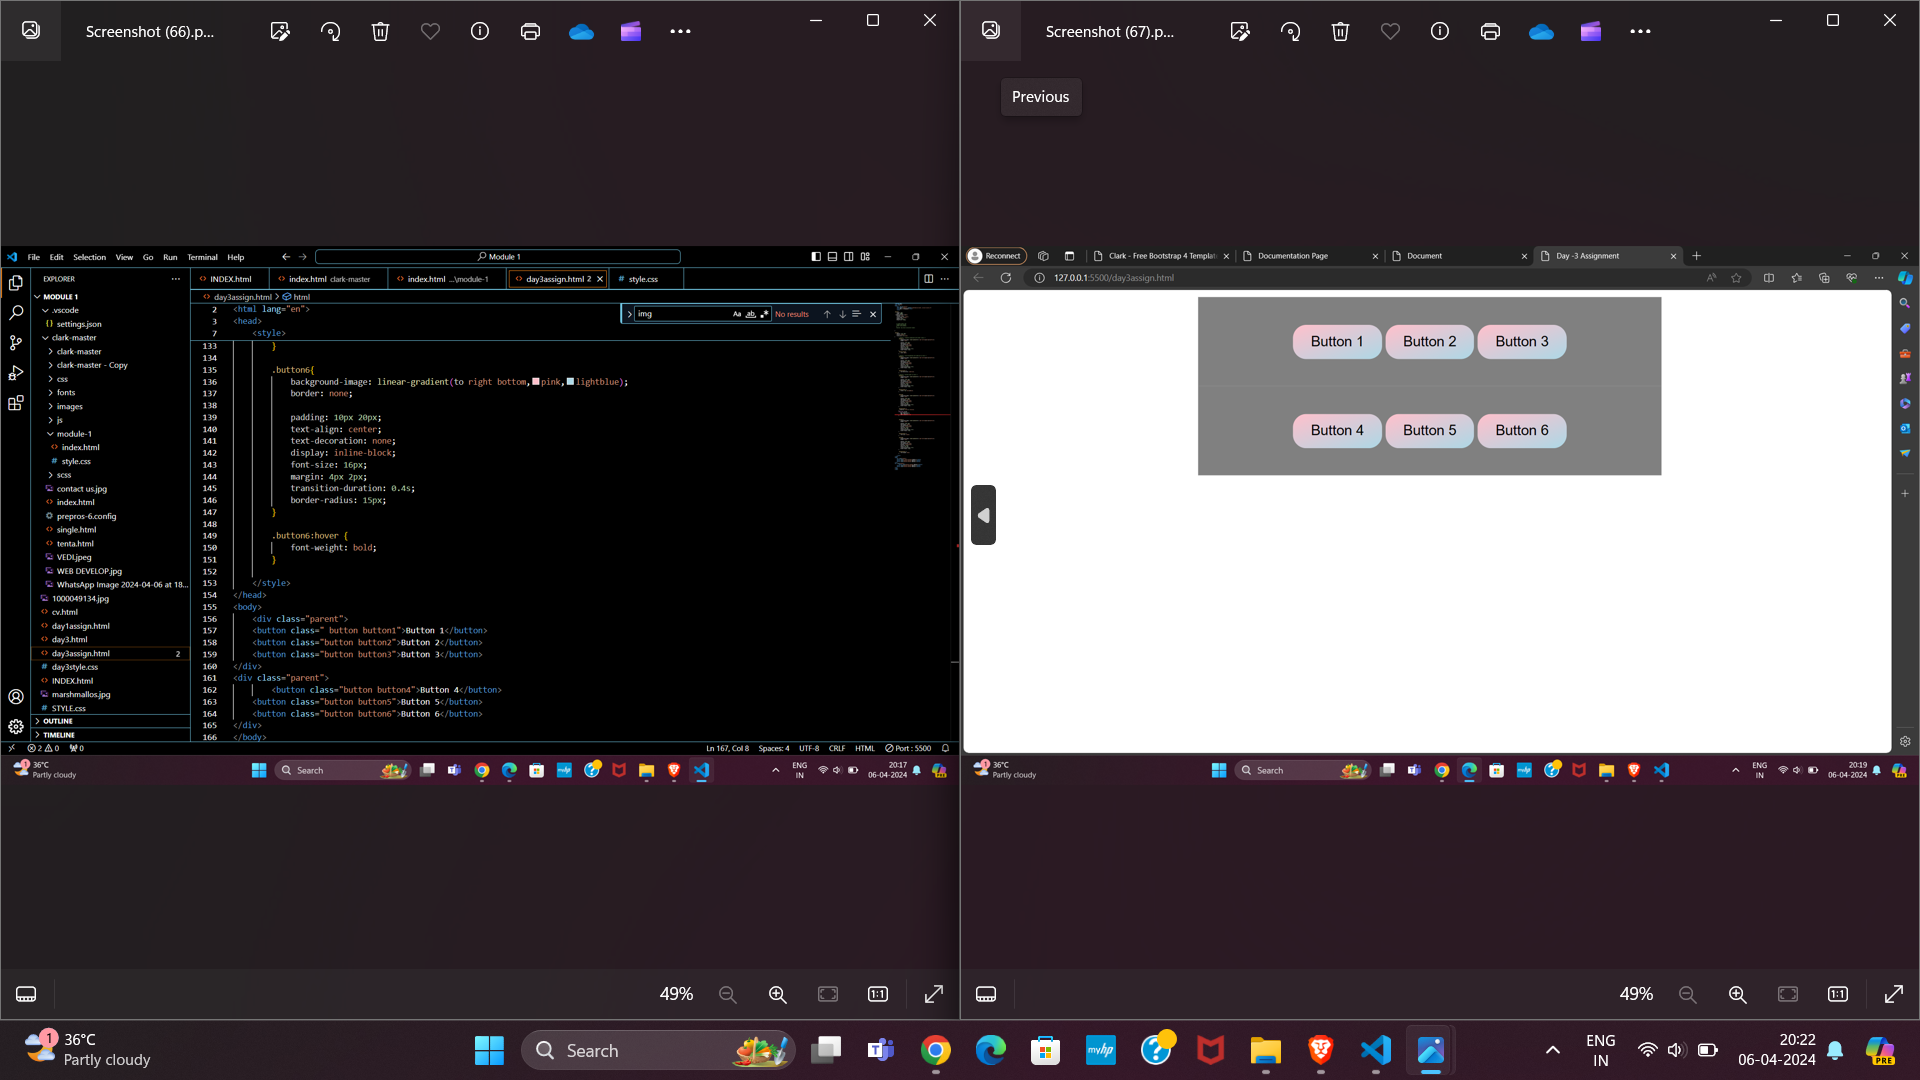 Screenshot (66).p...
MODULE 1
File Edit Selection View Go Run Terminal Help
Module 1
EXPLORER
MODULE 1
.vscode
settings.json
clark-master
clark-master
clark-master - Copy
css
fonts
images
js
module-1
index.html
style.css
scss
contact us.jpg
index.html
prepros-6.config
single.html
tenta.html
VEDI.jpeg
WEB DEVELOP.jpg
WhatsApp Image 2024-04-06 at 18...
1000049134.jpg
cv.html
day1assign.html
day3.html
day3assign.html 2
day3style.css
INDEX.html
marshmallos.jpg
STYLE.css
OUTLINE
TIMELINE
INDEX.html
index.html clark-master
index.html ...\module-1
day3assign.html 2
style.css
day3assign.html > html
img
Aa ab
No results
2 <html lang="en">
3 <head>
7 <style>
133 }
134
135 .button6{
136 background-image: linear-gradient(to right bottom,pink,lightblue);
137 border: none;
138
139 padding: 10px 20px;
140 text-align: center;
141 text-decoration: none;
142 display: inline-block;
143 font-size: 16px;
144 margin: 4px 2px;
145 transition-duration: 0.4s;
146 border-radius: 15px;
147 }
148
149 .button6:hover {
150 font-weight: bold;
151 }
152
153 </style>
154 </head>
155 <body>
156 <div class="parent">
157 <button class=" button button1">Button 1</button>
158 <button class="button button2">Button 2</button>
159 <button class="button button3">Button 3</button>
160 </div>
161 <div class="parent">
162 <button class="button button4">Button 4</button>
163 <button class="button button5">Button 5</button>
164 <button class="button button6">Button 6</button>
165 </div>
166 </body>
2 0 0
Ln 167, Col 8 Spaces: 4 UTF-8 CRLF HTML Port : 5500
36°C
Partly cloudy
Search
ENG
IN
20:17
06-04-2024
49%
Screenshot (67).p...
Previous
Reconnect
Clark - Free Bootstrap 4 Templat
Documentation Page
Document
Day -3 Assignment
127.0.0.1:5500/day3assign.html
Button 1 Button 2 Button 3
Button 4 Button 5 Button 6
36°C
Partly cloudy
Search
ENG
IN
20:19
06-04-2024
49%
1
36°C
Partly cloudy
Search
myhp
ENG
IN
20:22
06-04-2024
PRE